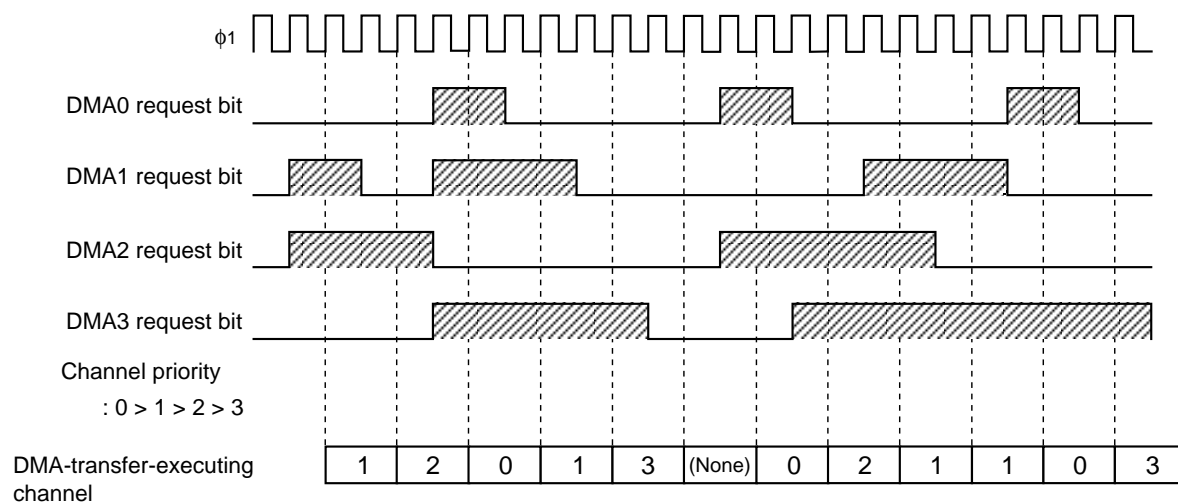 ϕ1
DMA0 request bit
DMA1 request bit
DMA2 request bit
DMA3 request bit
Channel priority
: 0 > 1 > 2 > 3
DMA-transfer-executing
channel
1 2 0 1 3 (None) 0 2 1 1 0 3